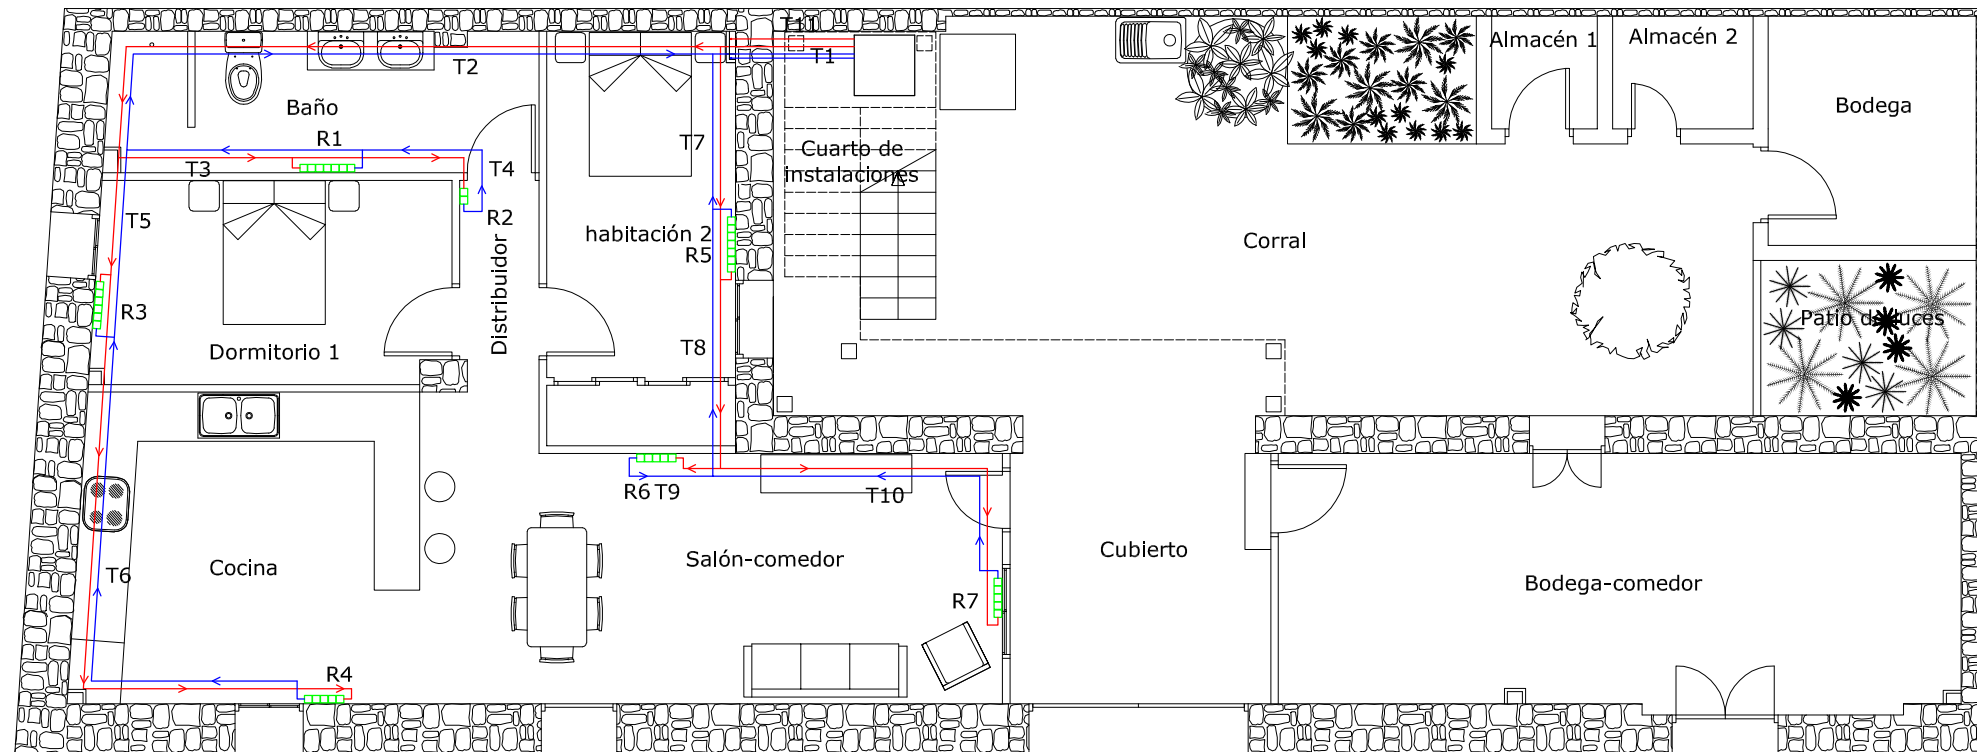 T11
T1
Almacén 1
Almacén 2
T2
Baño
Bodega
R1
T7
T3
T4
Cuarto de
instalaciones
T5
R2
habitación 2
R5
Corral
Distribuidor
R3
Patio de luces
Dormitorio 1
T8
R6
T9
T10
Cocina
T6
Salón-comedor
Cubierto
Bodega-comedor
R7
R4